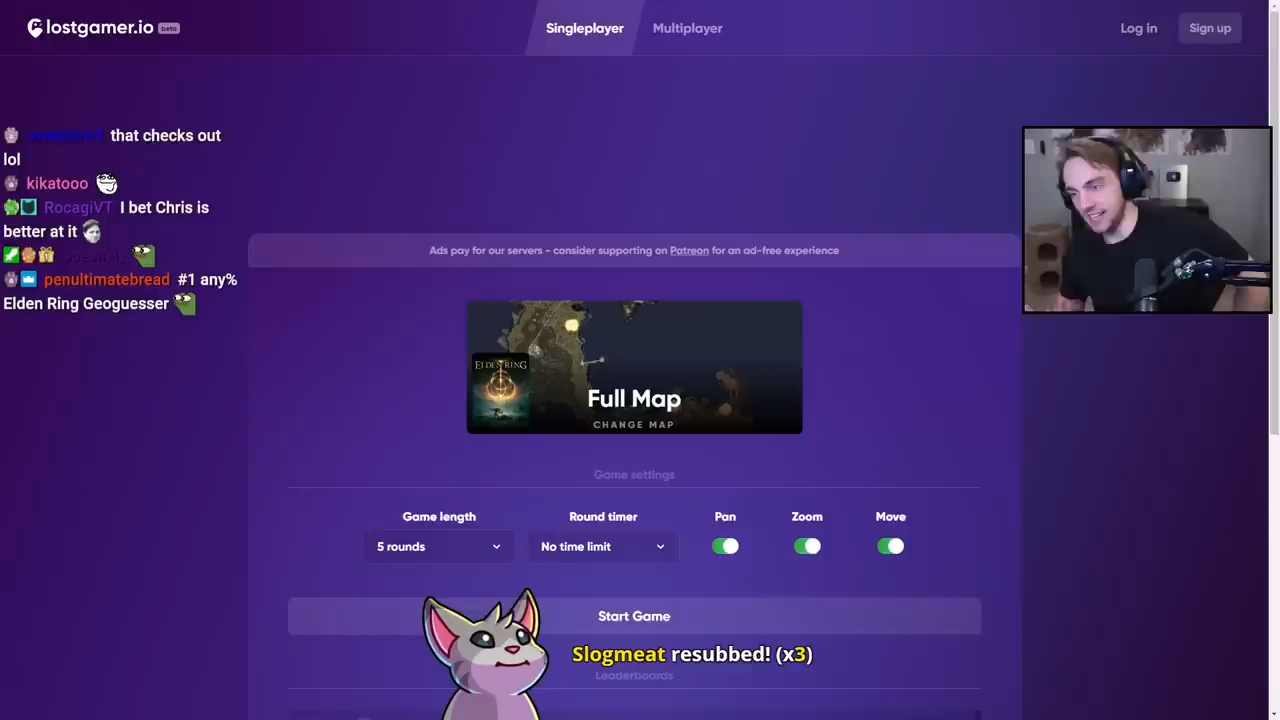 lostgamer.io beta
Singleplayer
Multiplayer
Log in
Sign up
that checks out
lol
kikatooo
RocagiVT I bet Chris is
better at it
penultimatebread #1 any%
Elden Ring Geoguesser
Ads pay for our servers - consider supporting on Patreon for an ad-free experience
ELDEN RING
Full Map
CHANGE MAP
Game settings
Game length
Round timer
Pan
Zoom
Move
5 rounds
No time limit
Start Game
Slogmeat resubbed! (x3)
Leaderboards